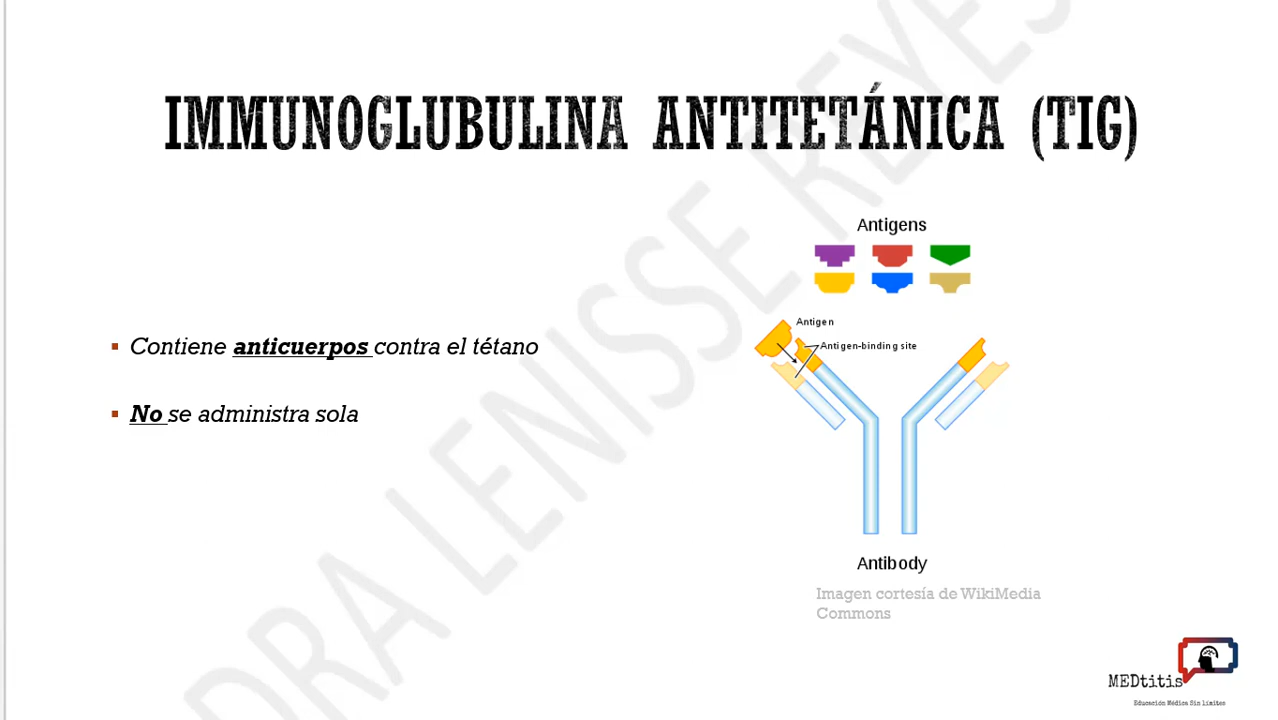 IMMUNOGLUBULINA ANTITETÁNICA (TIG)
Antigens
Antigen
Antigen-binding site
▪ Contiene anticuerpos contra el tétano
▪ No se administra sola
Antibody
Imagen cortesía de WikiMedia
Commons
MEDtitis
Educación Médica Sin límites
DRA LENISSE REYES